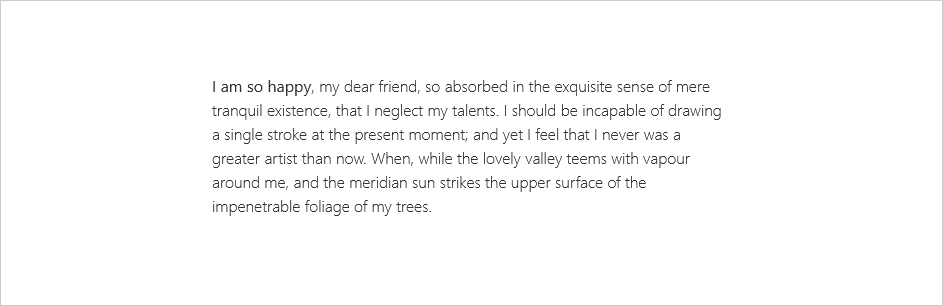 I am so happy, my dear friend, so absorbed in the exquisite sense of mere
tranquil existence, that I neglect my talents. I should be incapable of drawing
a single stroke at the present moment; and yet I feel that I never was a
greater artist than now. When, while the lovely valley teems with vapour
around me, and the meridian sun strikes the upper surface of the
impenetrable foliage of my trees.